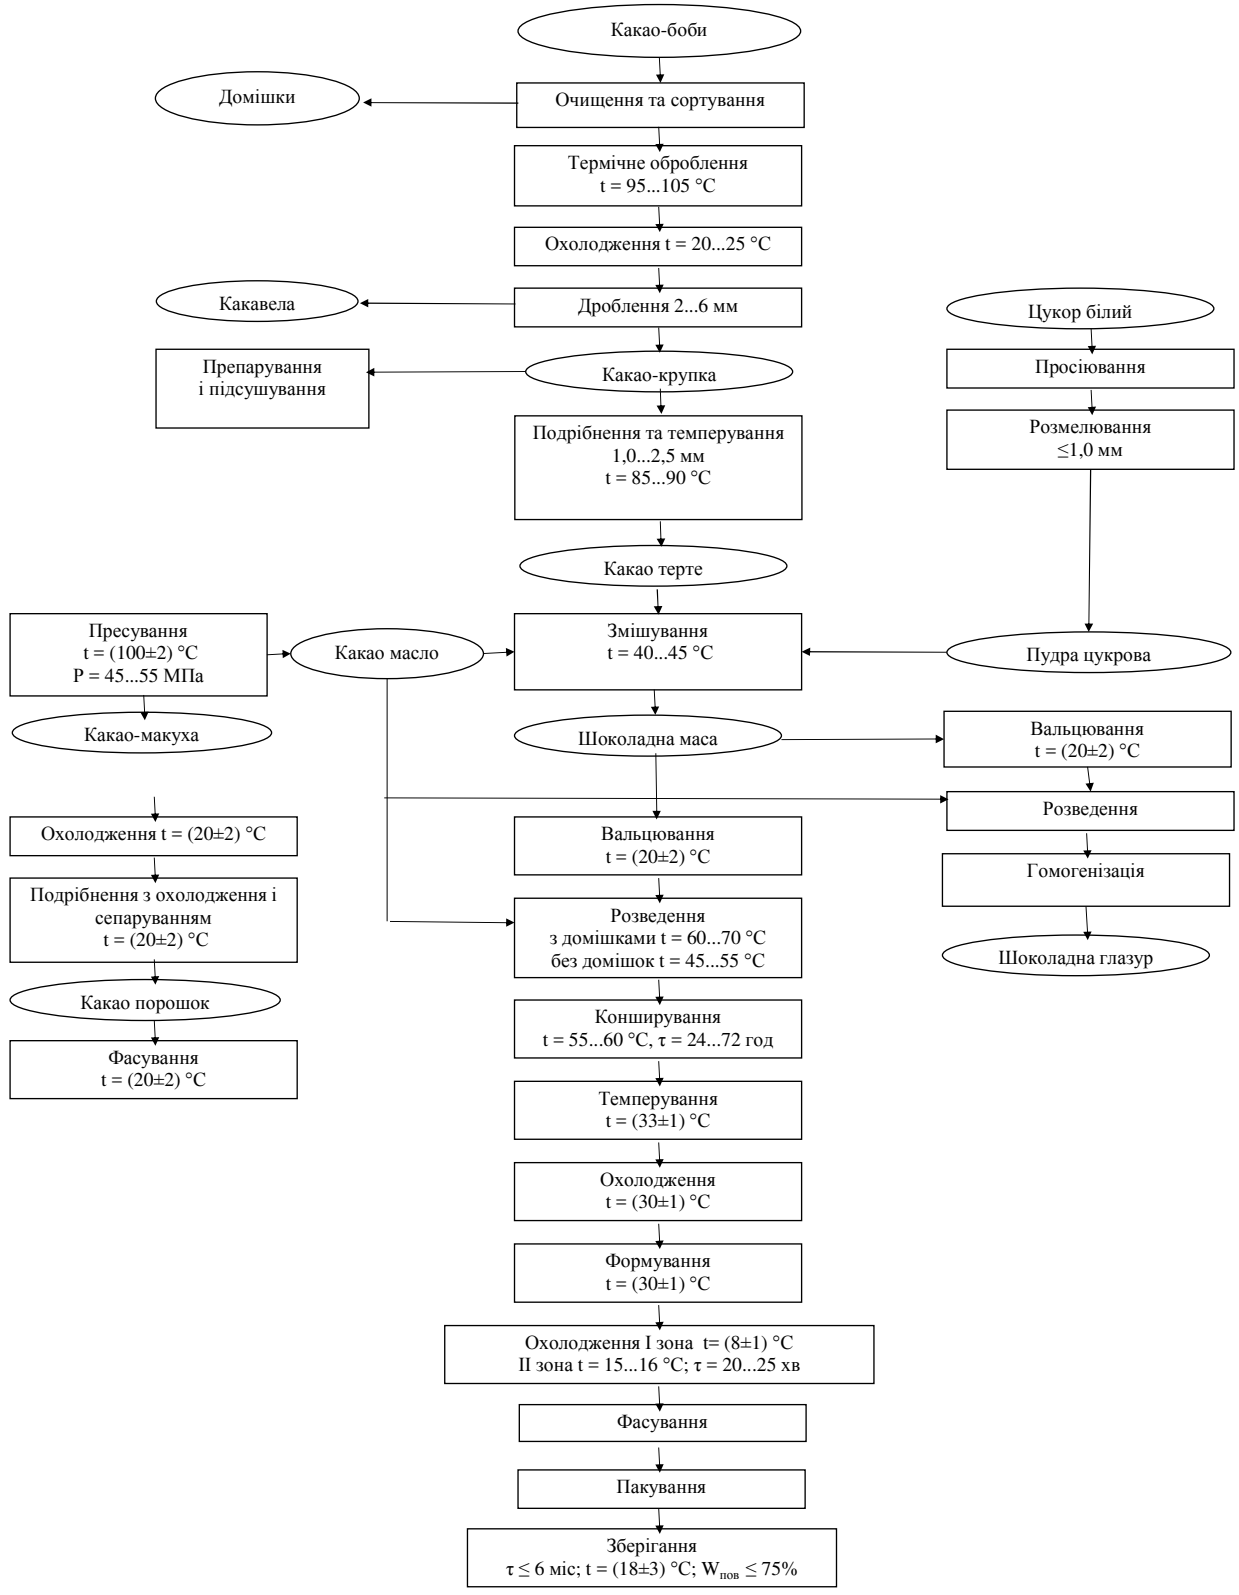 Какао-боби
Домішки
Очищення та сортування
Термічне оброблення
t = 95...105 °C
Охолодження t = 20...25 °C
Какавела
Дроблення 2...6 мм
Цукор білий
Препарування
і підсушування
Какао-крупка
Просіювання
Подрібнення та темперування
1,0...2,5 мм
t = 85...90 °C
Розмелювання
≤1,0 мм
Какао терте
Пресування
t = (100±2) °C
P = 45...55 МПа
Какао масло
Змішування
t = 40...45 °C
Пудра цукрова
Какао-макуха
Шоколадна маса
Вальцювання
t = (20±2) °C
Розведення
Охолодження t = (20±2) °C
Вальцювання
t = (20±2) °C
Гомогенізація
Подрібнення з охолодження і
сепаруванням
t = (20±2) °C
Розведення
з домішками t = 60...70 °C
без домішок t = 45...55 °C
Шоколадна глазур
Какао порошок
Конширування
t = 55...60 °C, τ = 24...72 год
Фасування
t = (20±2) °C
Темперування
t = (33±1) °C
Охолодження
t = (30±1) °C
Формування
t = (30±1) °C
Охолодження I зона t= (8±1) °C
II зона t = 15...16 °C; τ = 20...25 хв
Фасування
Пакування
Зберігання
τ ≤ 6 міс; t = (18±3) °C; Wпов ≤ 75%